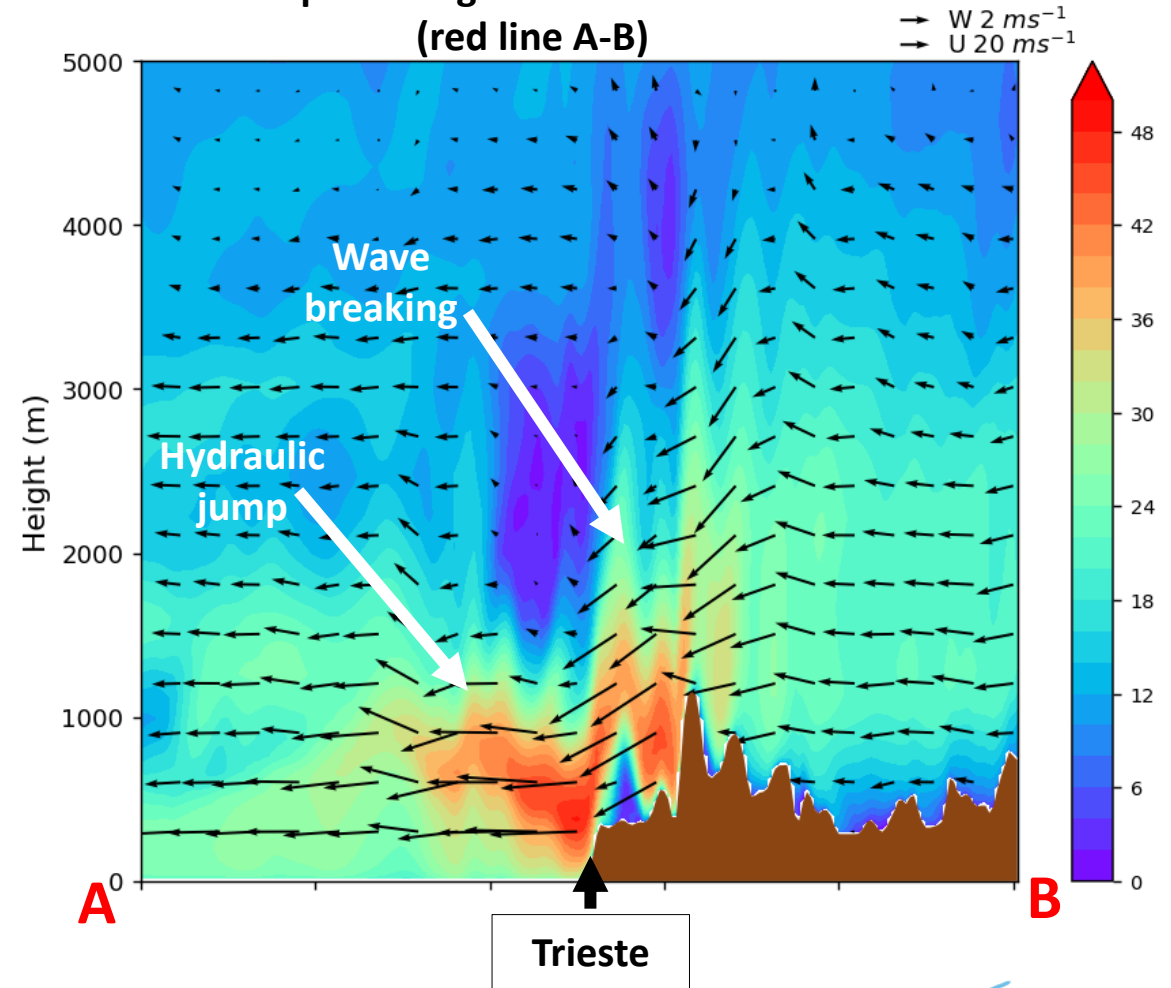 (red line A-B)
W 2 ms⁻¹
U 20 ms⁻¹
5000
4000
3000
2000
1000
0
Height (m)
Wave
breaking
Hydraulic
jump
48
42
36
30
24
18
12
6
0
A
B
Trieste